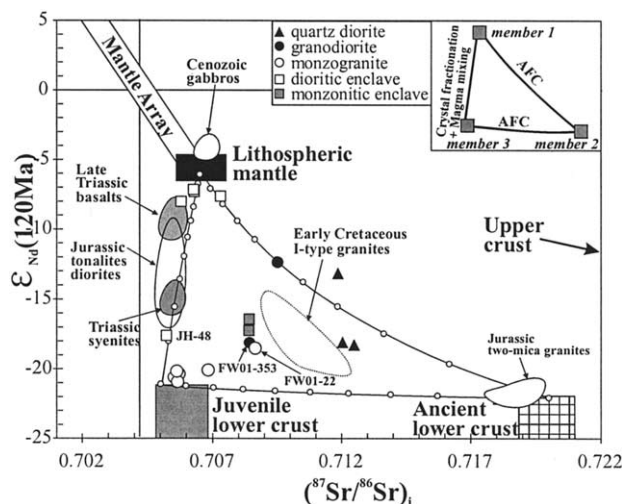 5
0
-5
-10
-15
-20
-25
0.702
0.707
0.712
0.717
0.722
ε Nd(120Ma)
(87Sr/86Sr)i
Mantle Array
Cenozoic
gabbros
quartz diorite
granodiorite
monzogranite
dioritic enclave
monzonitic enclave
member 1
AFC
Crystal fractionation
+ Magma mixing
AFC
member 3
member 2
Lithospheric
mantle
Late
Triassic
basalts
Jurassic
tonalites
diorites
Triassic
syenites
JH-48
Early Cretaceous
I-type granites
Upper
crust
FW01-353
FW01-22
Jurassic
two-mica granites
Juvenile
lower crust
Ancient
lower crust